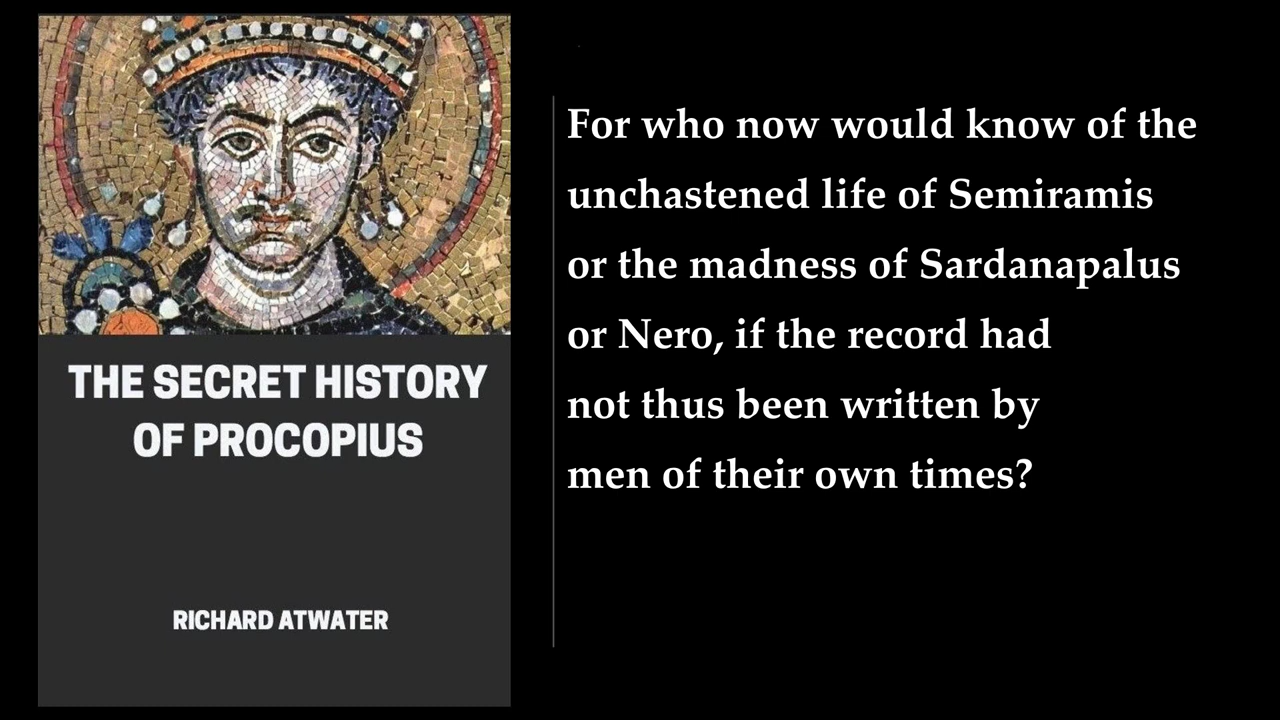 THE SECRET HISTORY
OF PROCOPIUS
RICHARD ATWATER
For who now would know of the
unchastened life of Semiramis
or the madness of Sardanapalus
or Nero, if the record had
not thus been written by
men of their own times?